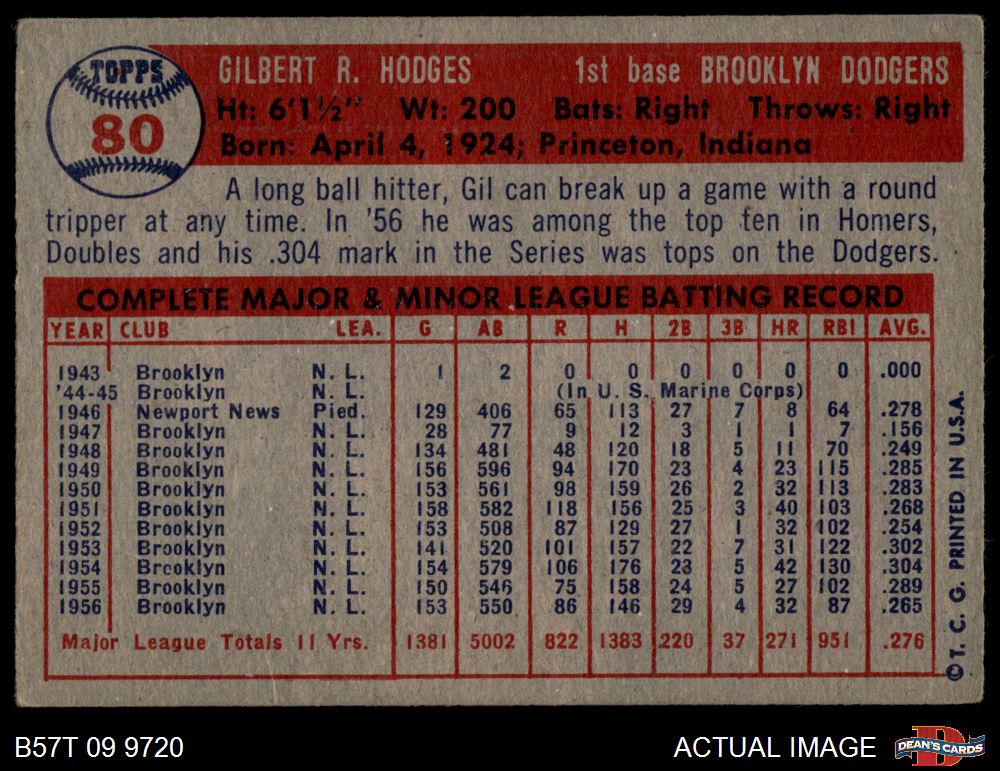 TOPPS
80
GILBERT R. HODGES 1st base BROOKLYN DODGERS
Ht: 6'1½" Wt: 200 Bats: Right Throws: Right
Born: April 4, 1924; Princeton, Indiana
A long ball hitter, Gil can break up a game with a round
tripper at any time. In '56 he was among the top ten in Homers,
Doubles and his .304 mark in the Series was tops on the Dodgers.
COMPLETE MAJOR & MINOR LEAGUE BATTING RECORD
YEAR CLUB LEA. G AB R H 2B 3B HR RBI AVG.
1943 Brooklyn N. L. 1 2 0 0 0 0 0 0 .000
'44-45 Brooklyn N. L. (In U. S. Marine Corps)
1946 Newport News Pied. 129 406 65 113 27 7 8 64 .278
1947 Brooklyn N. L. 28 77 9 12 3 1 1 7 .156
1948 Brooklyn N. L. 134 481 48 120 18 5 11 70 .249
1949 Brooklyn N. L. 156 596 94 170 23 4 23 115 .285
1950 Brooklyn N. L. 153 561 98 159 26 2 32 113 .283
1951 Brooklyn N. L. 158 582 118 156 25 3 40 103 .268
1952 Brooklyn N. L. 153 508 87 129 27 1 32 102 .254
1953 Brooklyn N. L. 141 520 101 157 22 7 31 122 .302
1954 Brooklyn N. L. 154 579 106 176 23 5 42 130 .304
1955 Brooklyn N. L. 150 546 75 158 24 5 27 102 .289
1956 Brooklyn N. L. 153 550 86 146 29 4 32 87 .265
Major League Totals 11 Yrs. 1381 5002 822 1383 220 37 271 951 .276
©T. C. G. PRINTED IN U.S.A.
B57T 09 9720
ACTUAL IMAGE
D
DEAN'S CARDS